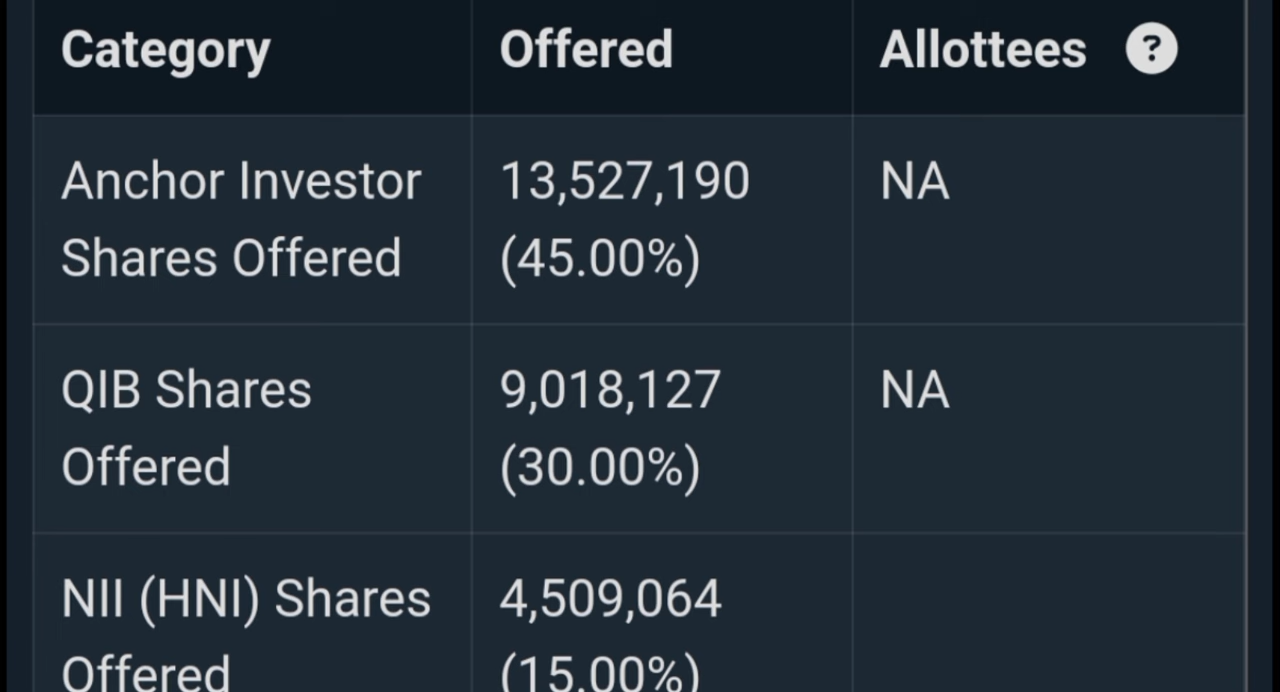 Category Offered Allottees ?
Anchor Investor 13,527,190 NA
Shares Offered (45.00%)
QIB Shares 9,018,127 NA
Offered (30.00%)
NII (HNI) Shares 4,509,064
Offered (15.00%)